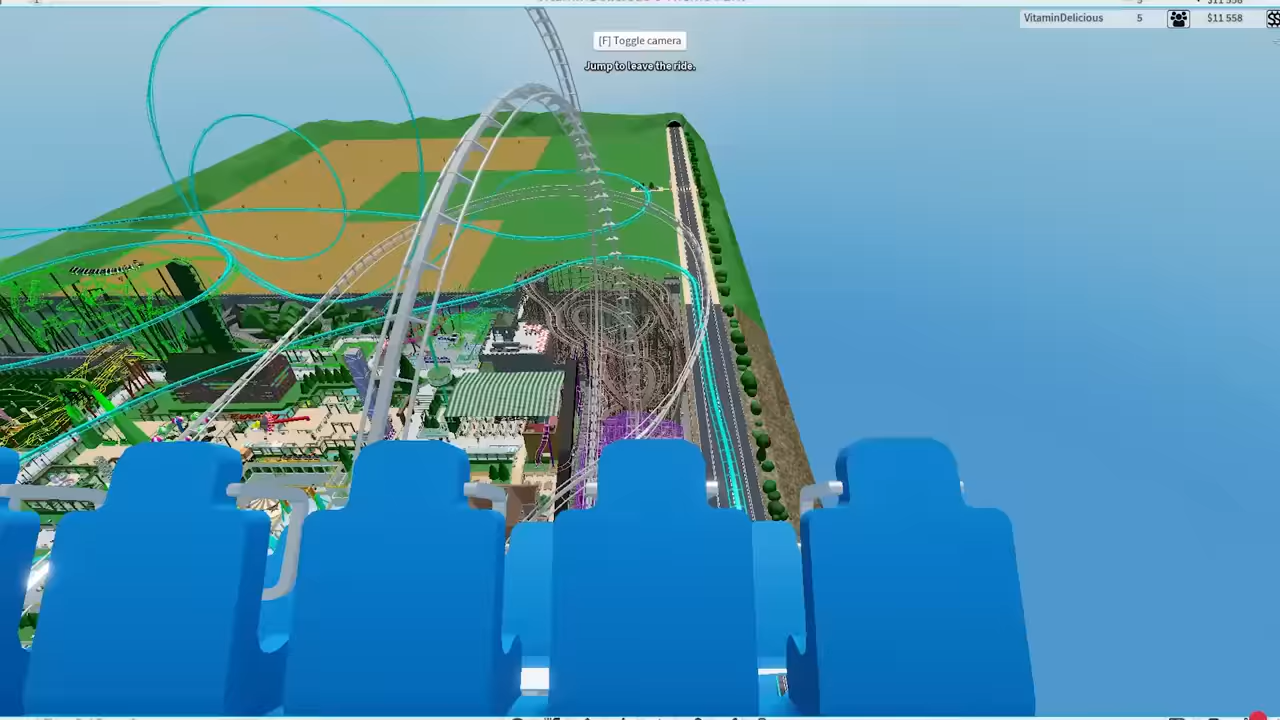 VitaminDelicious 5 $11 558
[F] Toggle camera
Jump to leave the ride.